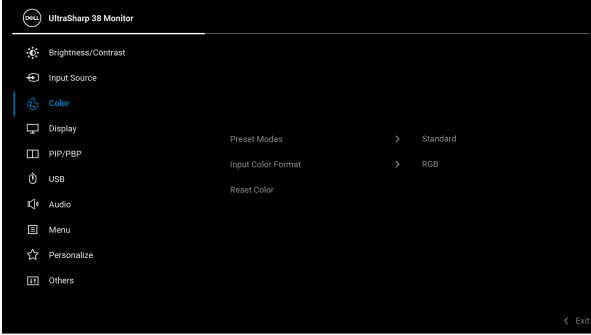 DELL UltraSharp 38 Monitor
Brightness/Contrast
Input Source
Color
Display
Preset Modes > Standard
PIP/PBP
Input Color Format > RGB
USB
Reset Color
Audio
Menu
Personalize
Others
< Exit